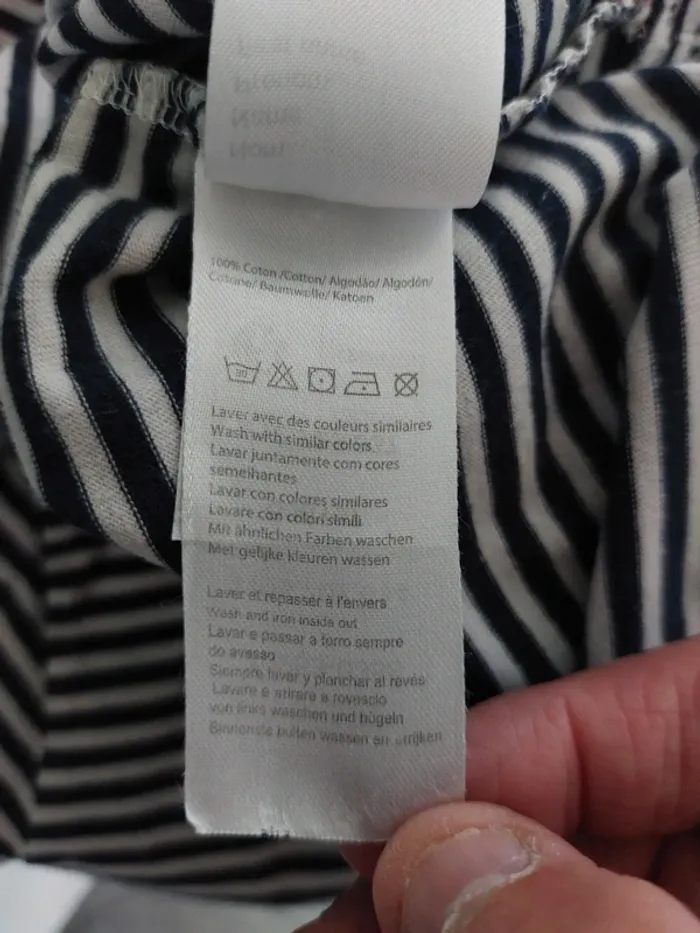 100% Coton /Cotton/ Algodão/ Algodón/
Cotone/ Baumwolle/ Katoen
30
Laver avec des couleurs similaires
Wash with similar colors
Lavar juntamente com cores
semelhantes
Lavar con colores similares
Lavare con colori simili
Mit ähnlichen Farben waschen
Met gelijke kleuren wassen
Laver et repasser à l'envers
Wash and iron inside out
Lavar e passar a ferro sempre
do avesso
Siempre lavar y planchar al revés
Lavare e stirare a rovescio
von links waschen und bügeln
Binnenste buiten wassen en strijken